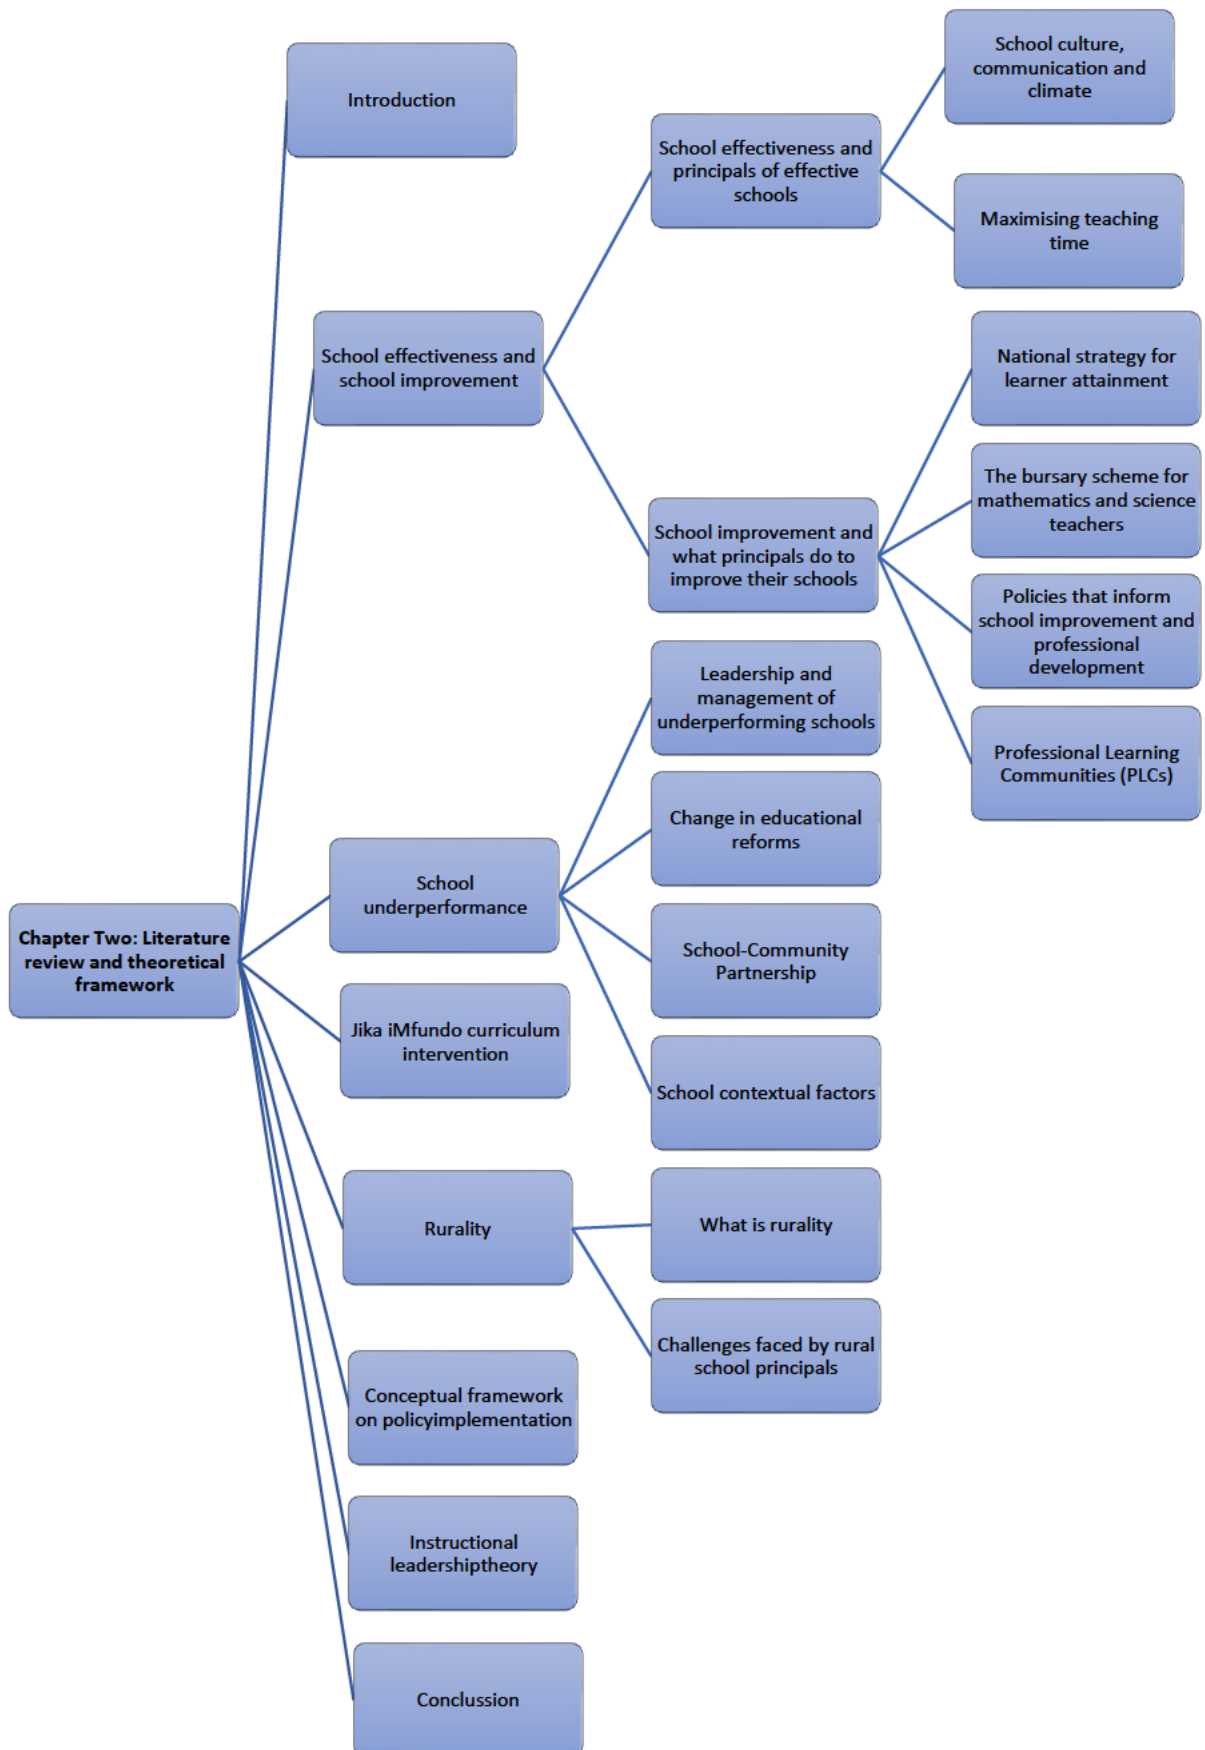 Chapter Two: Literature
review and theoretical
framework
Introduction
School effectiveness and
school improvement
School effectiveness and
principals of effective
schools
School culture,
communication and
climate
Maximising teaching
time
School improvement and
what principals do to
improve their schools
National strategy for
learner attainment
The bursary scheme for
mathematics and science
teachers
Policies that inform
school improvement and
professional
development
Professional Learning
Communities (PLCs)
School
underperformance
Leadership and
management of
underperforming schools
Change in educational
reforms
School-Community
Partnership
School contextual factors
Jika iMfundo curriculum
intervention
Rurality
What is rurality
Challenges faced by rural
school principals
Conceptual framework
on policyimplementation
Instructional
leadershiptheory
Conclussion